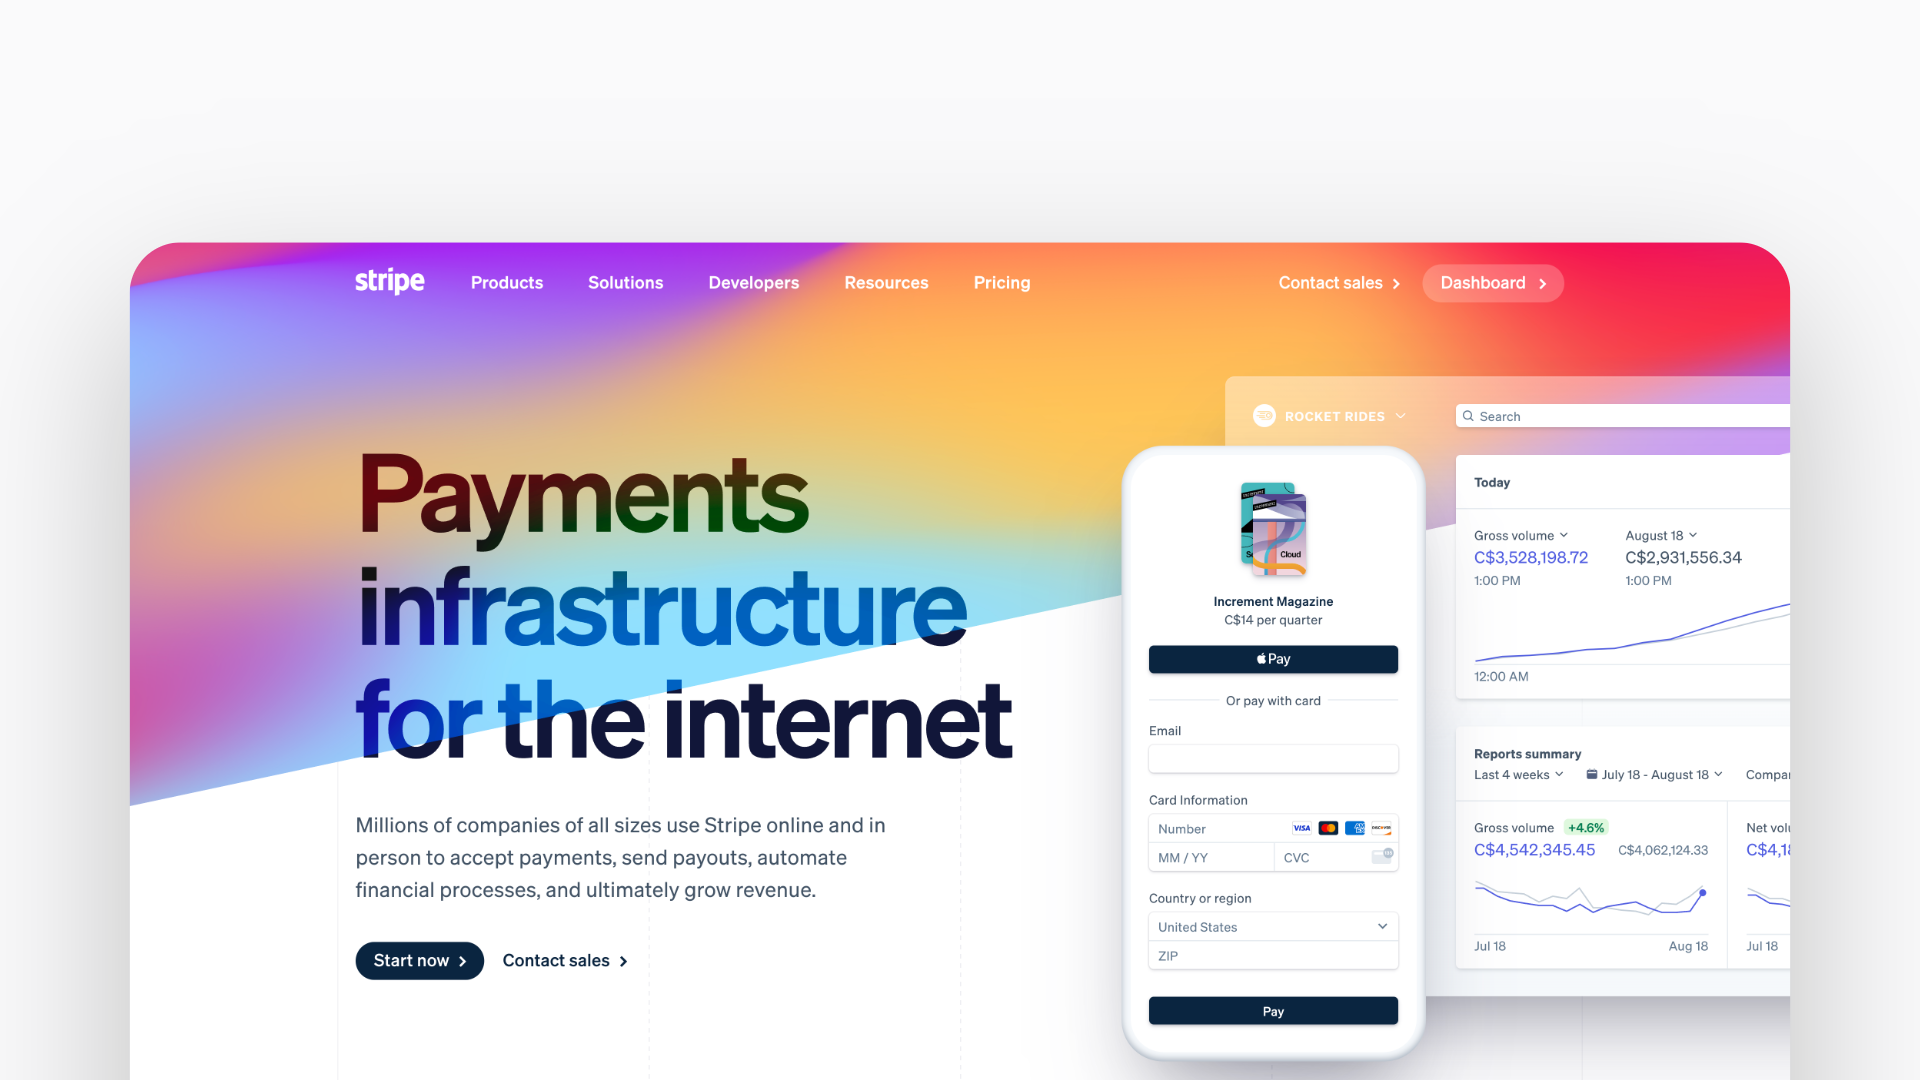 stripe
Products
Solutions
Developers
Resources
Pricing
Contact sales
Dashboard
Payments
infrastructure
for the internet
Millions of companies of all sizes use Stripe online and in
person to accept payments, send payouts, automate
financial processes, and ultimately grow revenue.
Start now
Contact sales
ROCKET RIDES
Search
Cloud
Increment Magazine
C$14 per quarter
Pay
Or pay with card
Email
Card Information
Number
VISA
MM / YY
CVC
Country or region
United States
ZIP
Pay
Today
Gross volume
August 18
C$3,528,198.72
C$2,931,556.34
1:00 PM
1:00 PM
12:00 AM
Reports summary
Last 4 weeks
July 18 - August 18
Compa
Gross volume +4.6%
C$4,542,345.45
C$4,062,124.33
Jul 18
Aug 18
Net volu
C$4,1
Jul 18